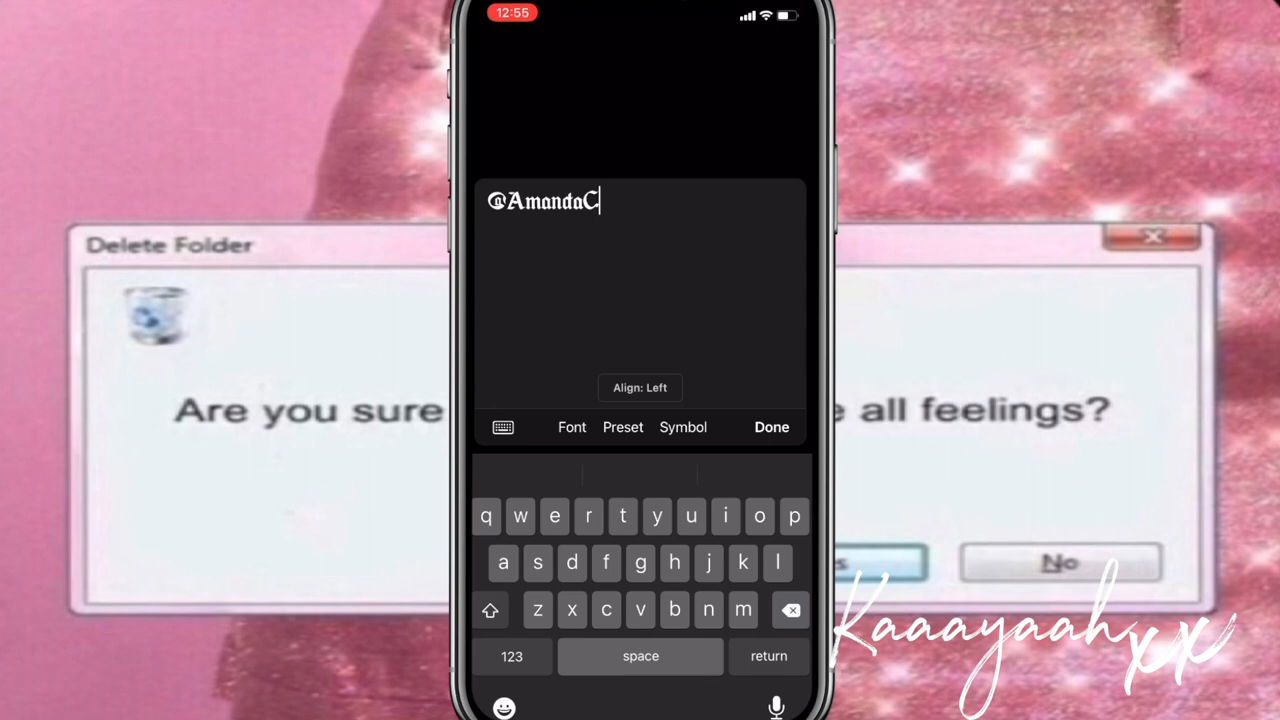 12:55
@AmandaC
Delete Folder
Are you sure
all feelings?
Align: Left
Font Preset Symbol Done
q w e r t y u i o p
a s d f g h j k l
z x c v b n m
123 space return
No
Kaaayaahxx